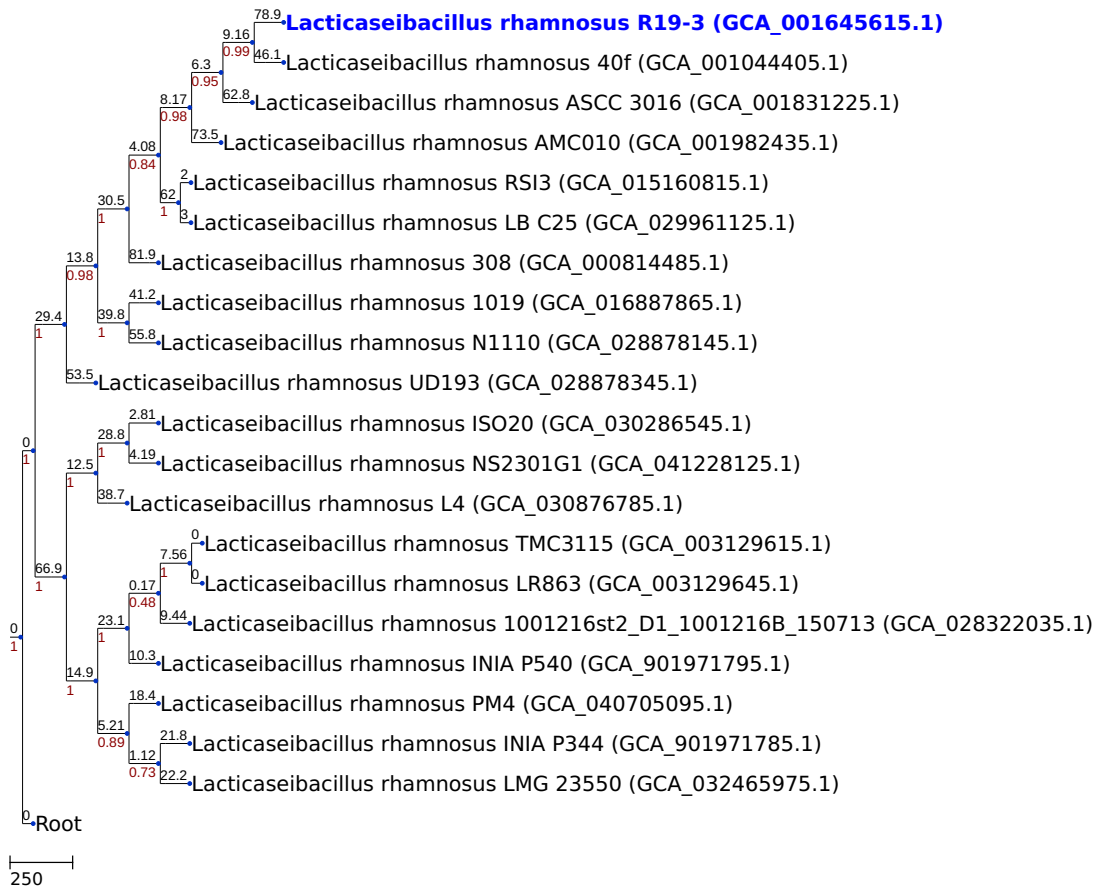 78.9
Lacticaseibacillus rhamnosus R19-3 (GCA_001645615.1)
9.16
0.99
46.1
Lacticaseibacillus rhamnosus 40f (GCA_001044405.1)
6.3
0.95
62.8
Lacticaseibacillus rhamnosus ASCC 3016 (GCA_001831225.1)
8.17
0.98
73.5
Lacticaseibacillus rhamnosus AMC010 (GCA_001982435.1)
4.08
0.84
2
Lacticaseibacillus rhamnosus RSI3 (GCA_015160815.1)
62
1
3
Lacticaseibacillus rhamnosus LB C25 (GCA_029961125.1)
30.5
1
81.9
Lacticaseibacillus rhamnosus 308 (GCA_000814485.1)
13.8
0.98
41.2
Lacticaseibacillus rhamnosus 1019 (GCA_016887865.1)
39.8
1
55.8
Lacticaseibacillus rhamnosus N1110 (GCA_028878145.1)
29.4
1
53.5
Lacticaseibacillus rhamnosus UD193 (GCA_028878345.1)
0
1
2.81
Lacticaseibacillus rhamnosus ISO20 (GCA_030286545.1)
28.8
1
4.19
Lacticaseibacillus rhamnosus NS2301G1 (GCA_041228125.1)
12.5
1
38.7
Lacticaseibacillus rhamnosus L4 (GCA_030876785.1)
66.9
1
0
Lacticaseibacillus rhamnosus TMC3115 (GCA_003129615.1)
7.56
1
0
Lacticaseibacillus rhamnosus LR863 (GCA_003129645.1)
0.17
0.48
9.44
Lacticaseibacillus rhamnosus 1001216st2_D1_1001216B_150713 (GCA_028322035.1)
23.1
1
10.3
Lacticaseibacillus rhamnosus INIA P540 (GCA_901971795.1)
0
1
14.9
1
18.4
Lacticaseibacillus rhamnosus PM4 (GCA_040705095.1)
5.21
0.89
21.8
Lacticaseibacillus rhamnosus INIA P344 (GCA_901971785.1)
1.12
0.73
22.2
Lacticaseibacillus rhamnosus LMG 23550 (GCA_032465975.1)
0
Root
250